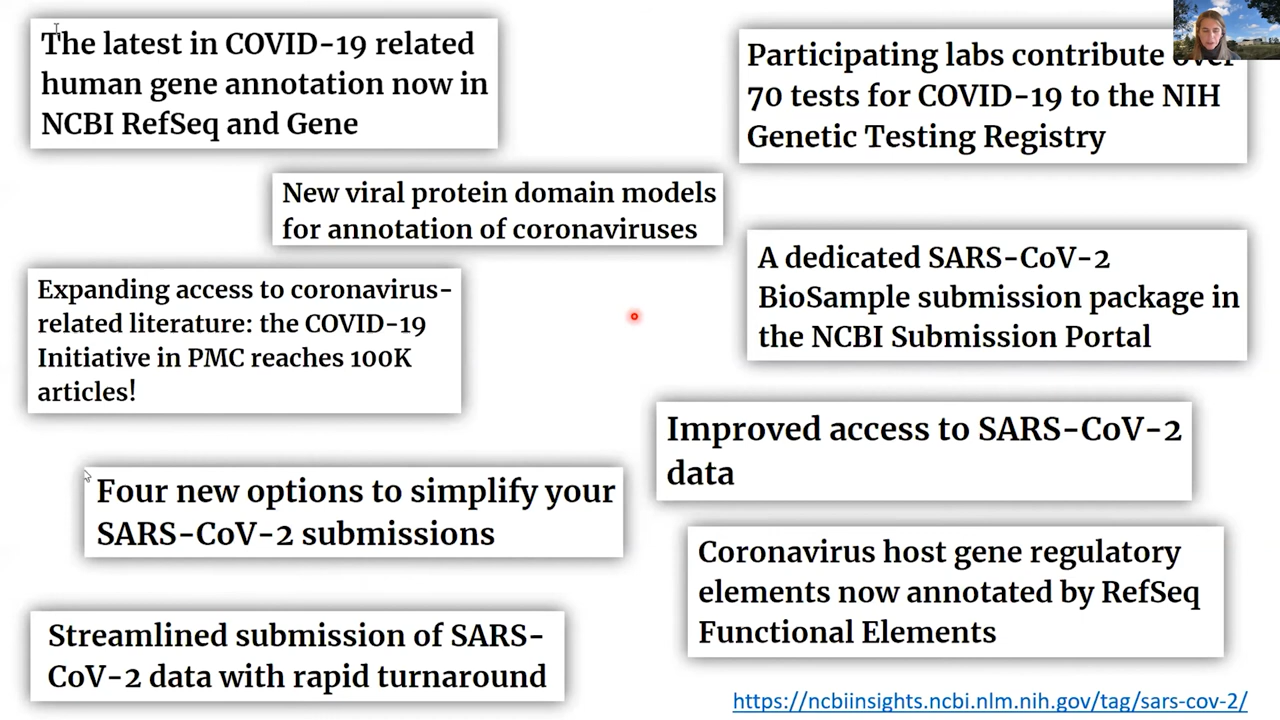 The latest in COVID-19 related
human gene annotation now in
NCBI RefSeq and Gene
Participating labs contribute over
70 tests for COVID-19 to the NIH
Genetic Testing Registry
New viral protein domain models
for annotation of coronaviruses
A dedicated SARS-CoV-2
BioSample submission package in
the NCBI Submission Portal
Expanding access to coronavirus-
related literature: the COVID-19
Initiative in PMC reaches 100K
articles!
Improved access to SARS-CoV-2
data
Four new options to simplify your
SARS-CoV-2 submissions
Coronavirus host gene regulatory
elements now annotated by RefSeq
Functional Elements
Streamlined submission of SARS-
CoV-2 data with rapid turnaround
https://ncbiinsights.ncbi.nlm.nih.gov/tag/sars-cov-2/